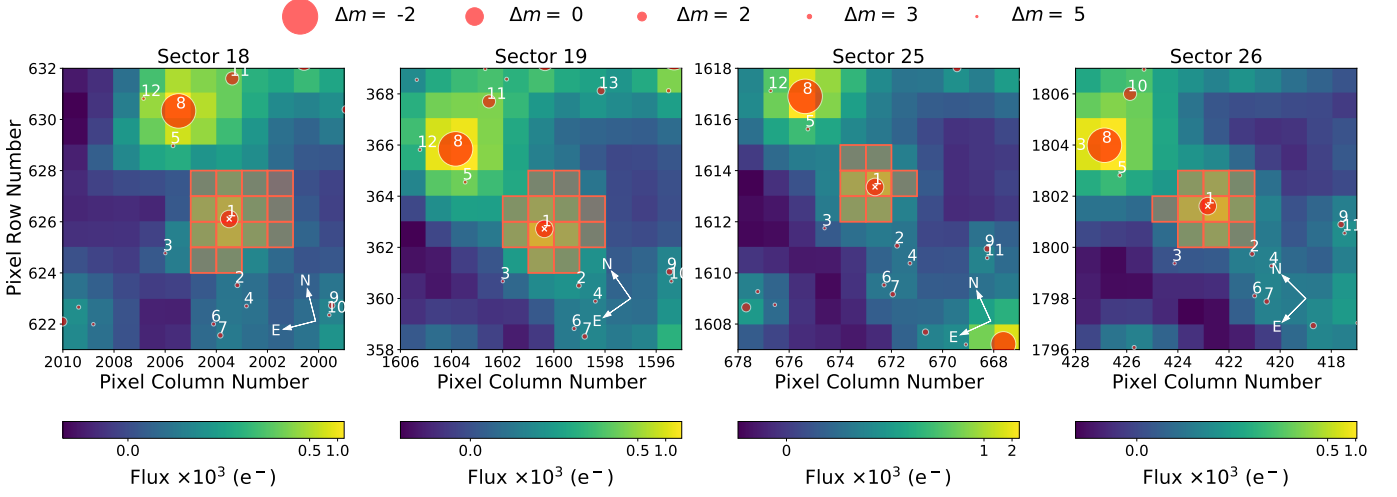 Δm = -2 Δm = 0 Δm = 2 Δm = 3 Δm = 5
Sector 18 Sector 19 Sector 25 Sector 26
Pixel Row Number
632 630 628 626 624 622
2010 2008 2006 2004 2002 2000
12 8 11 5 1 3 2 4 6 7 9 10 N E
368 366 364 362 360 358
1606 1604 1602 1600 1598 1596
13 11 12 8 5 1 3 2 4 6 7 9 10 N E
1618 1616 1614 1612 1610 1608
678 676 674 672 670 668
12 8 5 1 3 2 4 6 7 9 11 N E
1806 1804 1802 1800 1798 1796
428 426 424 422 420 418
10 8 3 5 1 3 2 4 6 7 9 11 N E
Pixel Column Number Pixel Column Number Pixel Column Number Pixel Column Number
0.0 0.5 1.0 0.0 0.5 1.0 0 1 2 0.0 0.5 1.0
Flux ×10³ (e⁻) Flux ×10³ (e⁻) Flux ×10³ (e⁻) Flux ×10³ (e⁻)